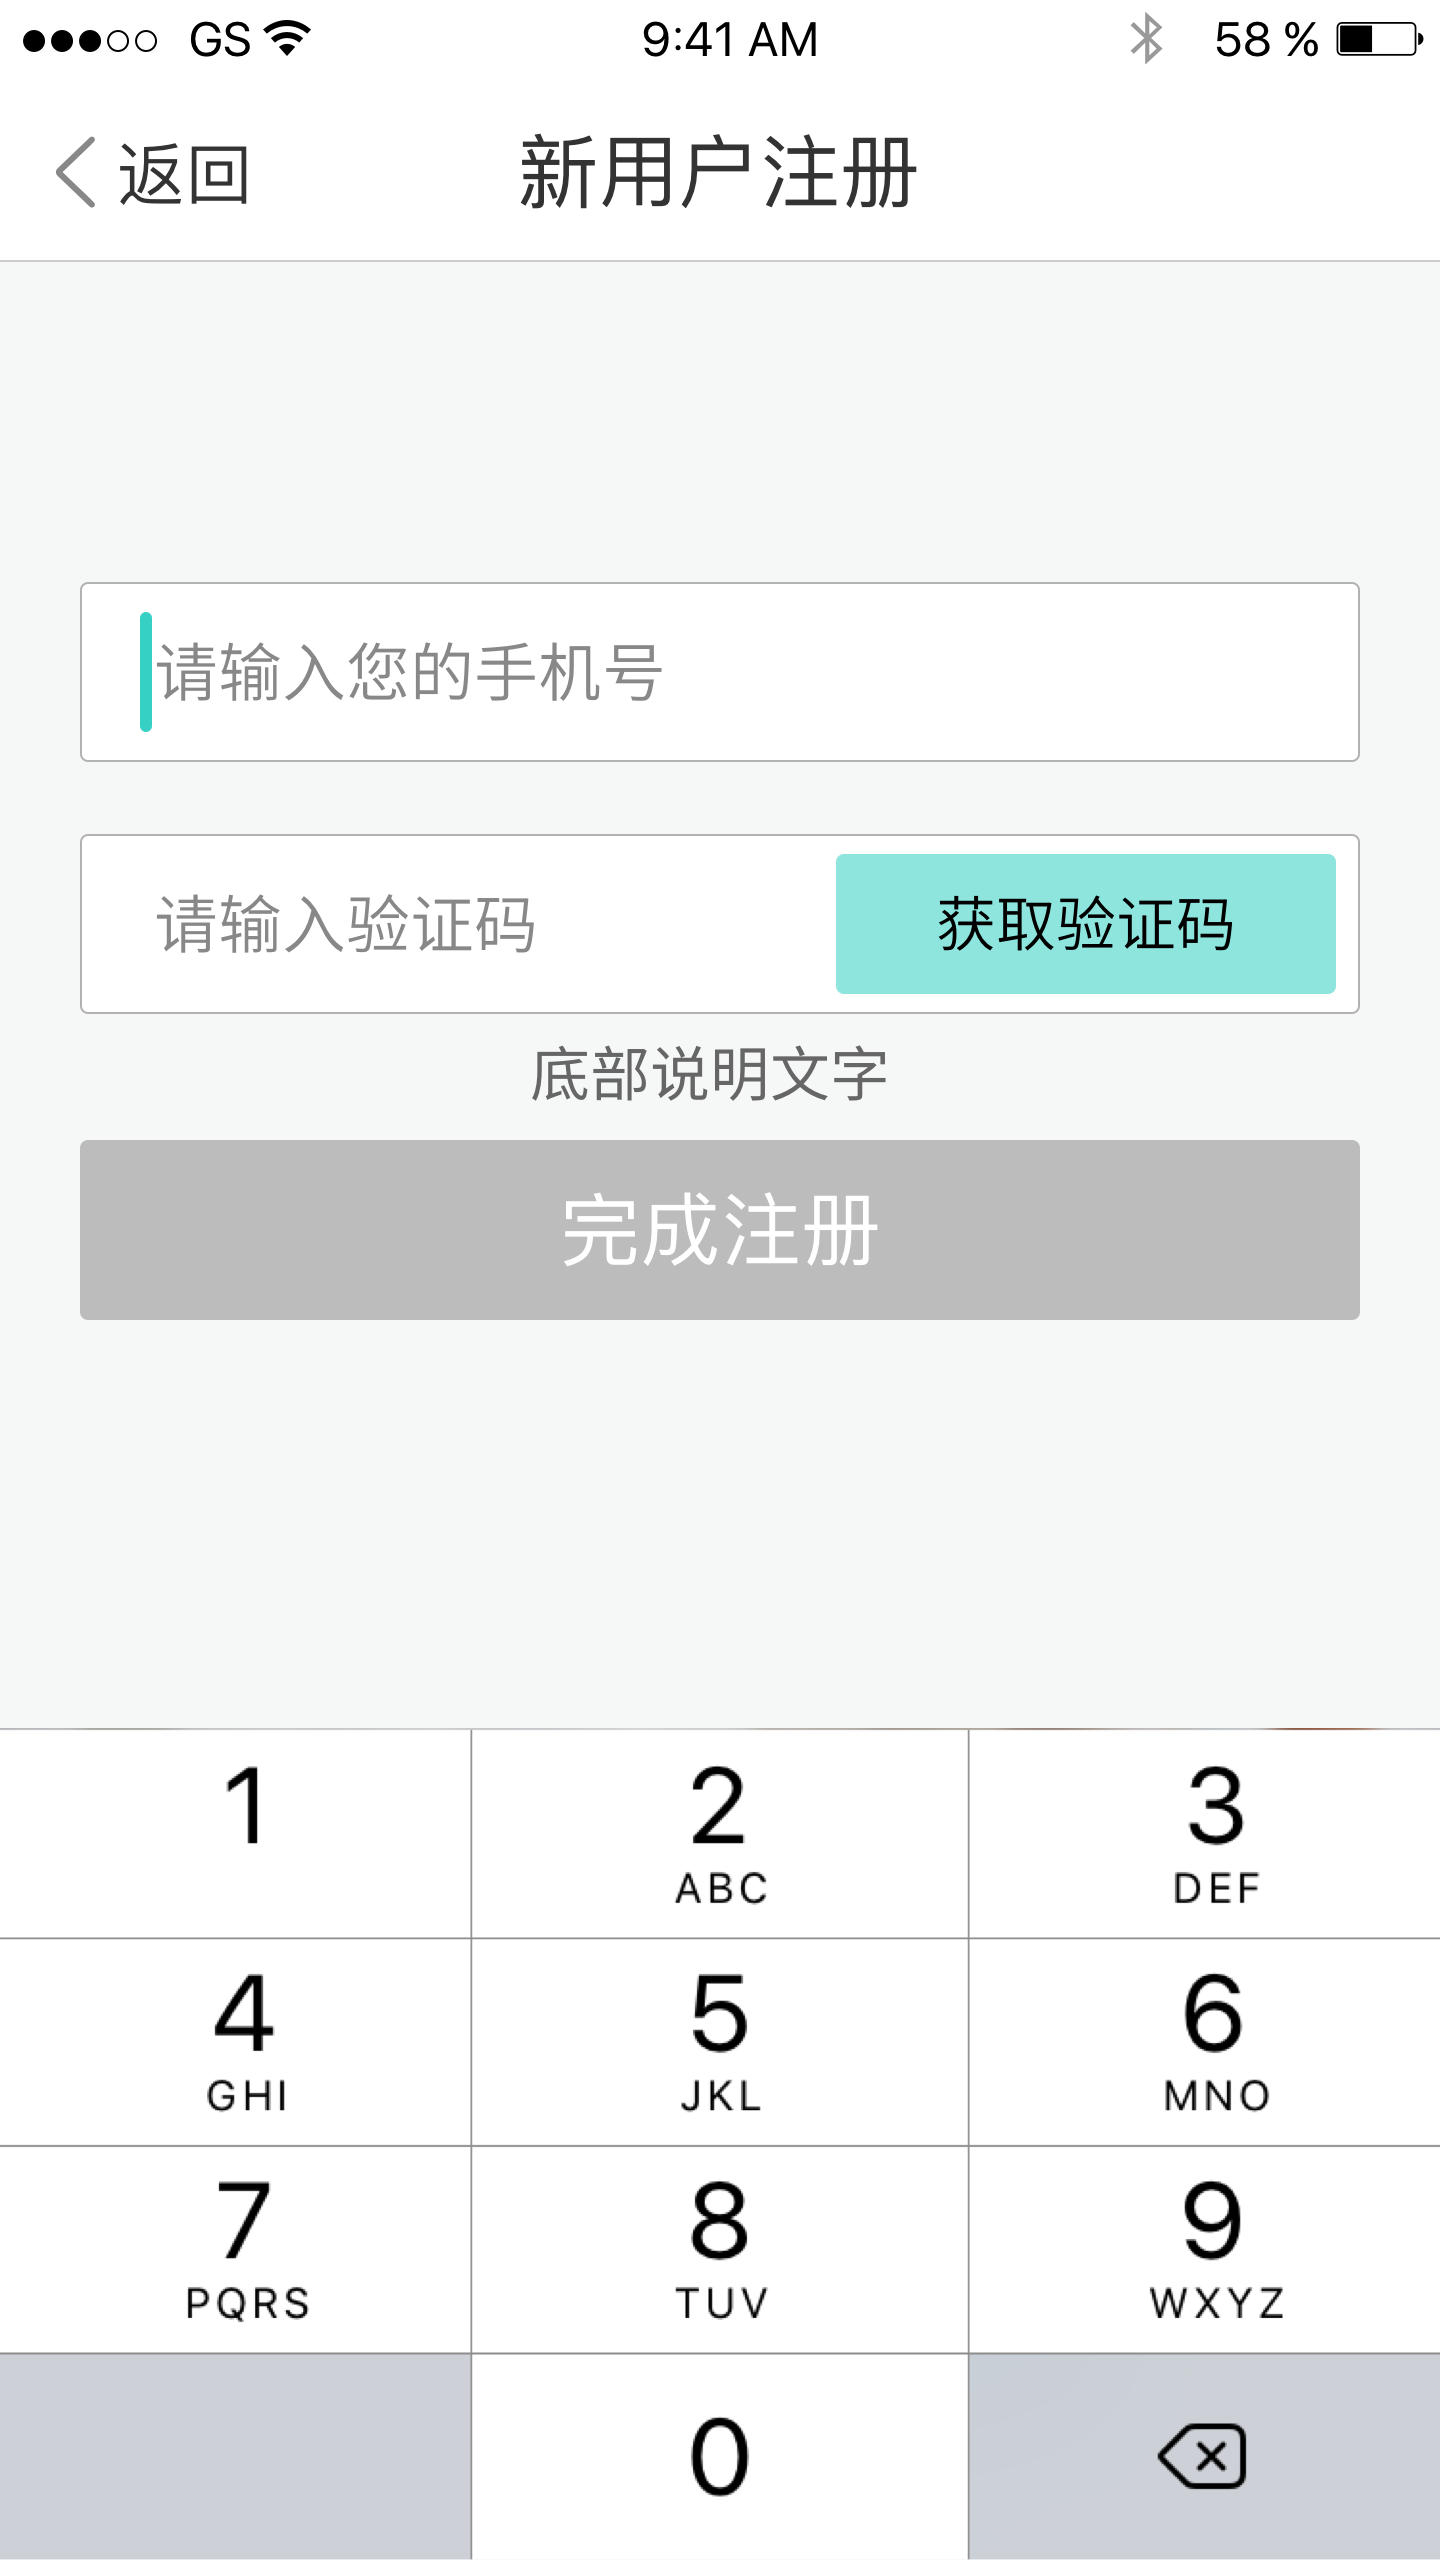 GS 9:41 AM 58 %
返回 新用户注册
请输入您的手机号
请输入验证码 获取验证码
底部说明文字
完成注册
1 2 3
ABC DEF
4 5 6
GHI JKL MNO
7 8 9
PQRS TUV WXYZ
0